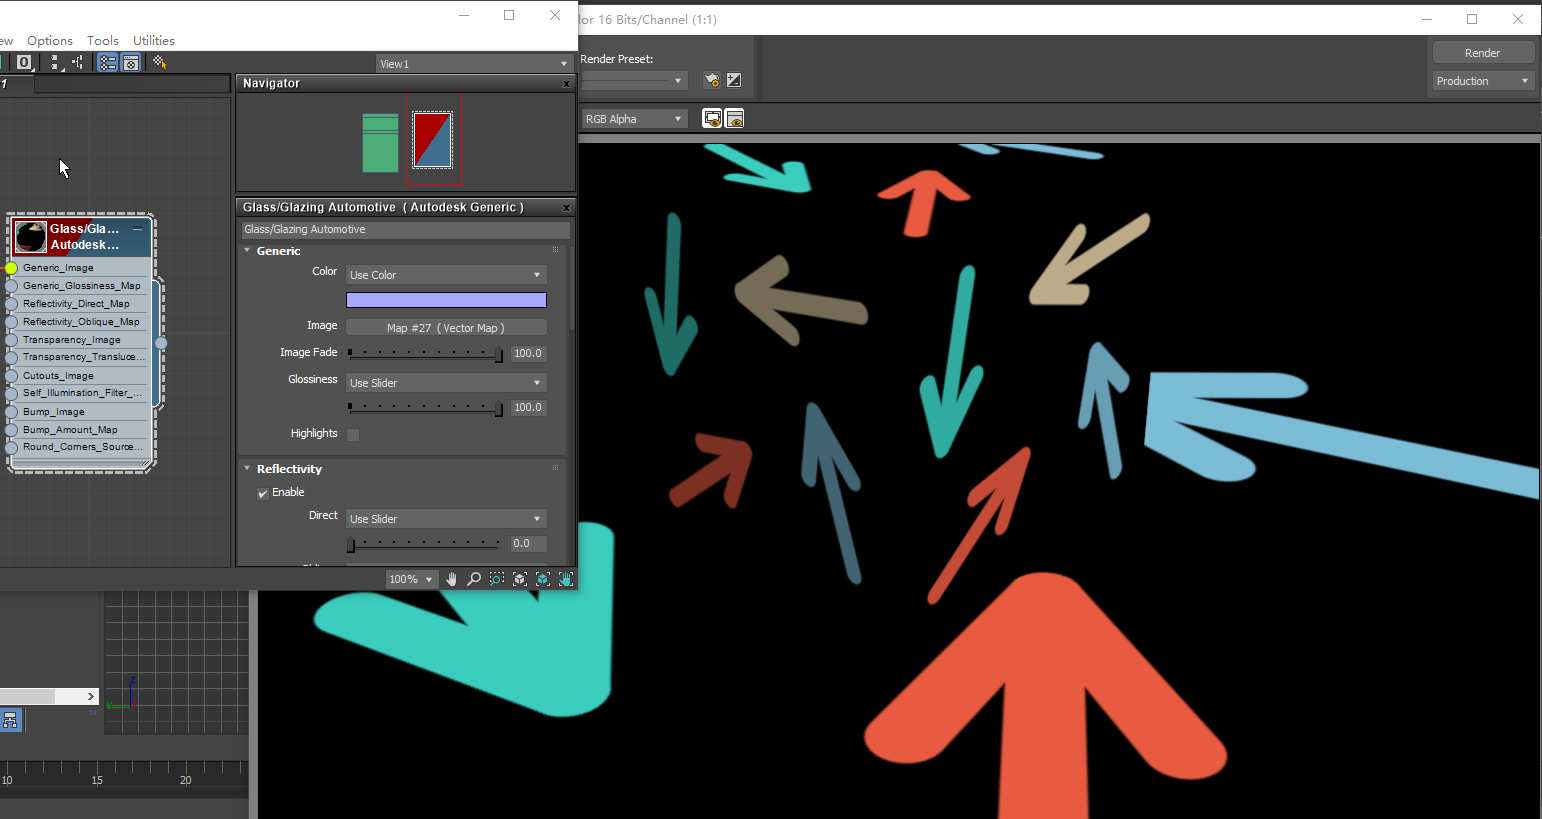 lor 16 Bits/Channel (1:1)
ew Options Tools Utilities
0
View1
1
Navigator
Render Preset:
Render
Production
RGB Alpha
Glass/Glazing Automotive ( Autodesk Generic )
Glass/Glazing Automotive
Generic
Color Use Color
Image Map #27 ( Vector Map )
Image Fade 100.0
Glossiness Use Slider
100.0
Highlights
Reflectivity
Enable
Direct Use Slider
0.0
100%
Glass/Gla...
Autodesk...
Generic_Image
Generic_Glossiness_Map
Reflectivity_Direct_Map
Reflectivity_Oblique_Map
Transparency_Image
Transparency_Transluce...
Cutouts_Image
Self_Illumination_Filter_...
Bump_Image
Bump_Amount_Map
Round_Corners_Source...
z
y
10 15 20